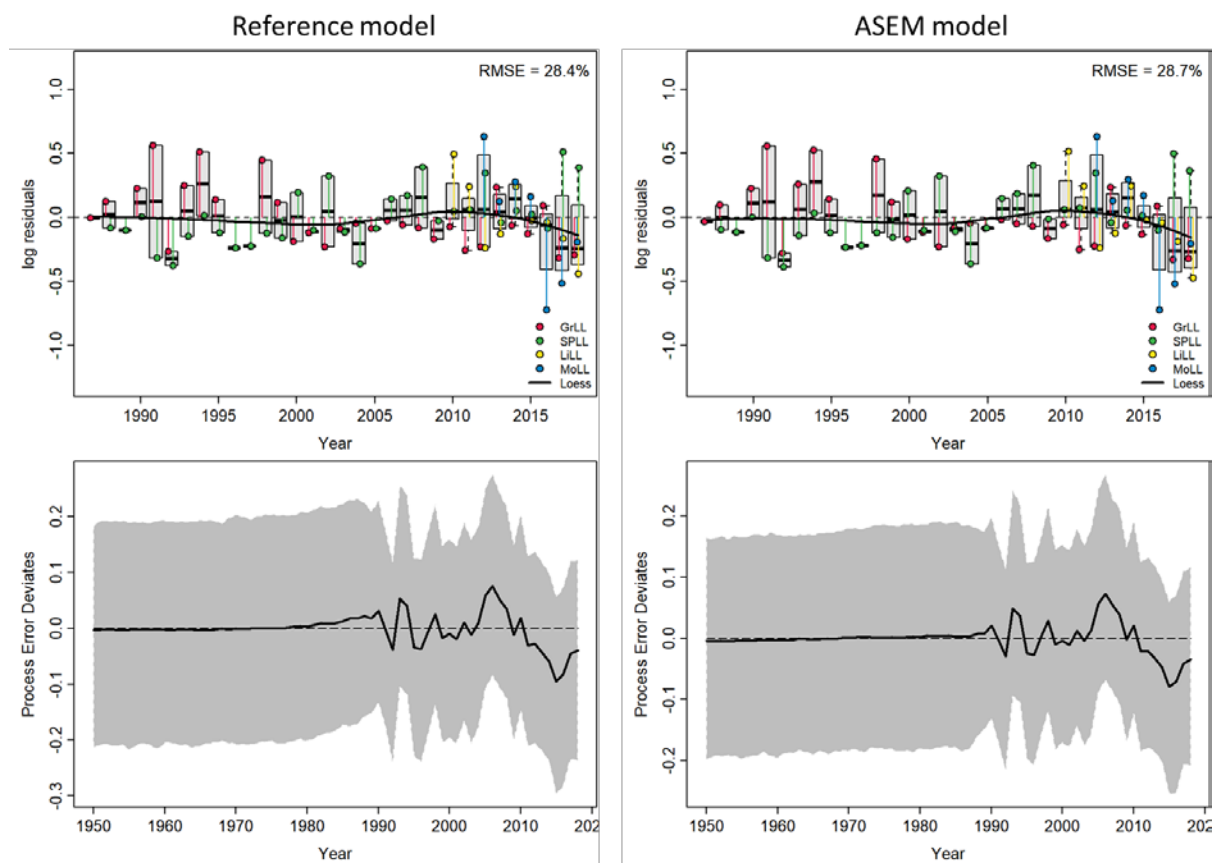 Reference model
ASEM model
RMSE = 28.4%
log residuals
1.0
0.5
0.0
-0.5
-1.0
GrLL
SPLL
LiLL
MoLL
Loess
1990 1995 2000 2005 2010 2015
Year
RMSE = 28.7%
log residuals
1.0
0.5
0.0
-0.5
-1.0
GrLL
SPLL
LiLL
MoLL
Loess
1990 1995 2000 2005 2010 2015
Year
Process Error Deviates
0.2
0.1
0.0
-0.1
-0.2
-0.3
1950 1960 1970 1980 1990 2000 2010 202
Year
Process Error Deviates
0.2
0.1
0.0
-0.1
-0.2
1950 1960 1970 1980 1990 2000 2010 202
Year